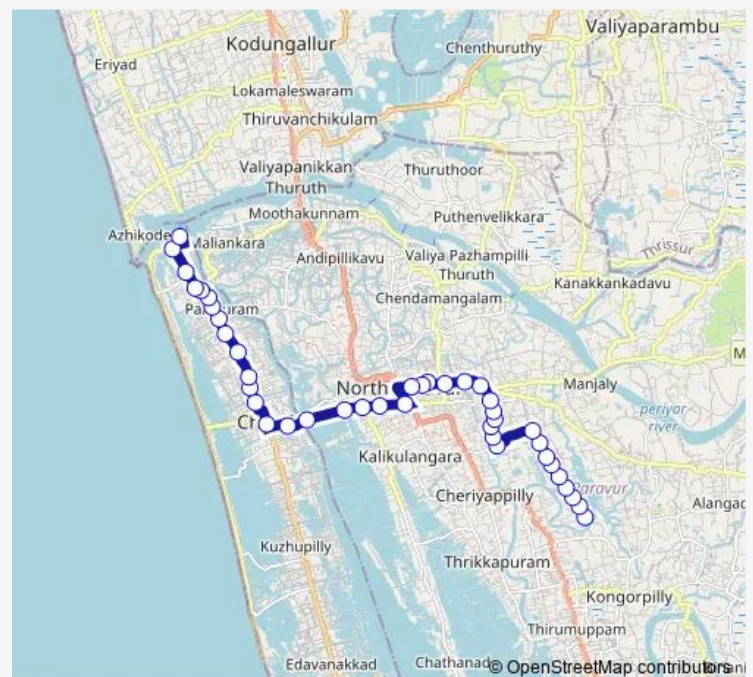 Valiyaparambu
Kodungallur
Chenthuruthy
Eriyad
Lokamaleswaram
Thiruvanchikulam
Valiyapanikkan
Thuruth
Thuruthoor
Moothakunnam
Puthenvelikkara
Azhikode
Maliankara
Thrissur
Andipillikavu
Valiya Pazhampilli
Thuruth
Kanakkankadavu
Chendamangalam
M
North
Manjaly
periyar
river
Kalikulangara
Cheriyappilly
Paravur
Alangad
Kuzhupilly
Thrikkapuram
Kongorpilly
Thirumuppam
Edavanakkad
Chathanad
© OpenStreetMap contributors